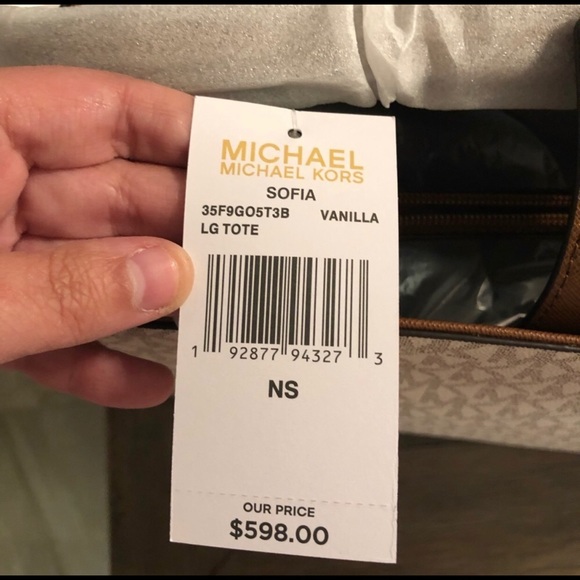 MICHAEL
MICHAEL KORS
SOFIA
35F9GO5T3B VANILLA
LG TOTE
1 92877 94327 3
NS
OUR PRICE
$598.00